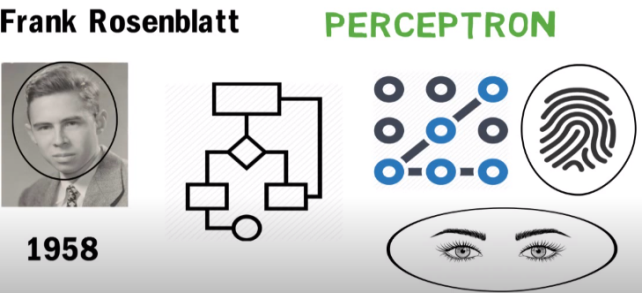 Frank Rosenblatt
PERCEPTRON
1958